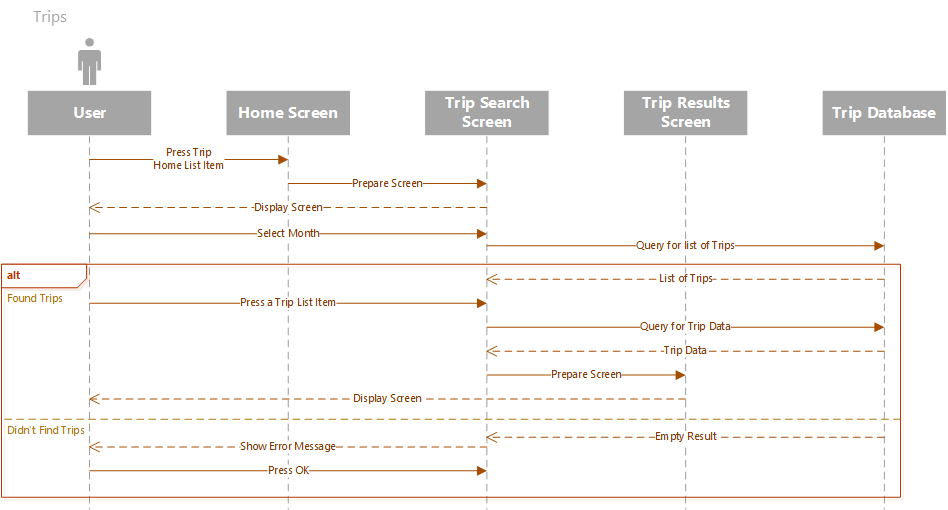 Trips
User
Home Screen
Trip Search
Screen
Trip Results
Screen
Trip Database
Press Trip
Home List Item
Prepare Screen
Display Screen
Select Month
Query for list of Trips
alt
List of Trips
Found Trips
Press a Trip List Item
Query for Trip Data
Trip Data
Prepare Screen
Display Screen
Didn't Find Trips
Empty Result
Show Error Message
Press OK